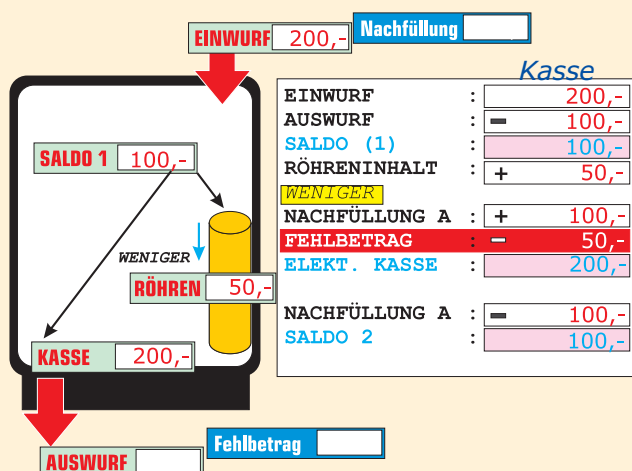 EINWURF 200,- Nachfüllung
Kasse
EINWURF : 200,-
AUSWURF : - 100,-
SALDO (1) : 100,-
RÖHRENINHALT : + 50,-
WENIGER
NACHFÜLLUNG A : + 100,-
FEHLBETRAG : - 50,-
ELEKT. KASSE : 200,-
NACHFÜLLUNG A : - 100,-
SALDO 2 : 100,-
SALDO 1 100,-
WENIGER
RÖHREN 50,-
KASSE 200,-
Fehlbetrag
AUSWURF